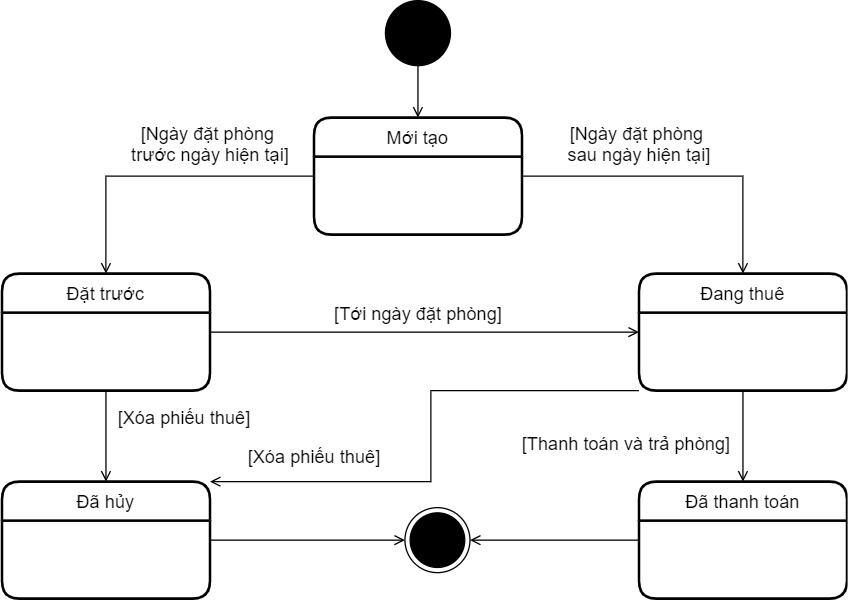 Mới tạo
[Ngày đặt phòng
trước ngày hiện tại]
[Ngày đặt phòng
sau ngày hiện tại]
Đặt trước
Đang thuê
[Tới ngày đặt phòng]
[Xóa phiếu thuê]
[Xóa phiếu thuê]
[Thanh toán và trả phòng]
Đã hủy
Đã thanh toán